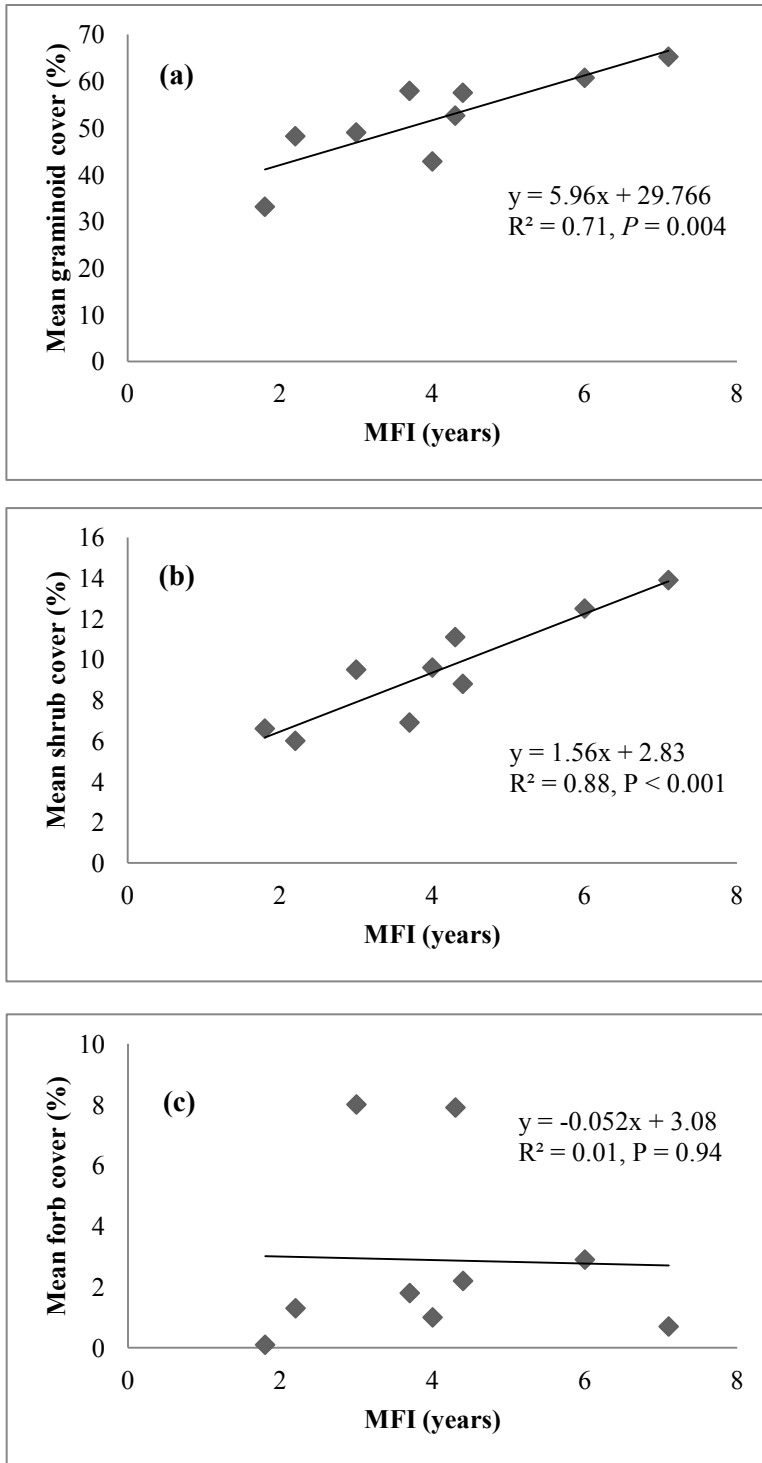 Mean graminoid cover (%)
70
60
50
40
30
20
10
0
(a)
y = 5.96x + 29.766
R² = 0.71, P = 0.004
0 2 4 6 8
MFI (years)
Mean shrub cover (%)
16
14
12
10
8
6
4
2
0
(b)
y = 1.56x + 2.83
R² = 0.88, P < 0.001
0 2 4 6 8
MFI (years)
Mean forb cover (%)
10
8
6
4
2
0
(c)
y = -0.052x + 3.08
R² = 0.01, P = 0.94
0 2 4 6 8
MFI (years)